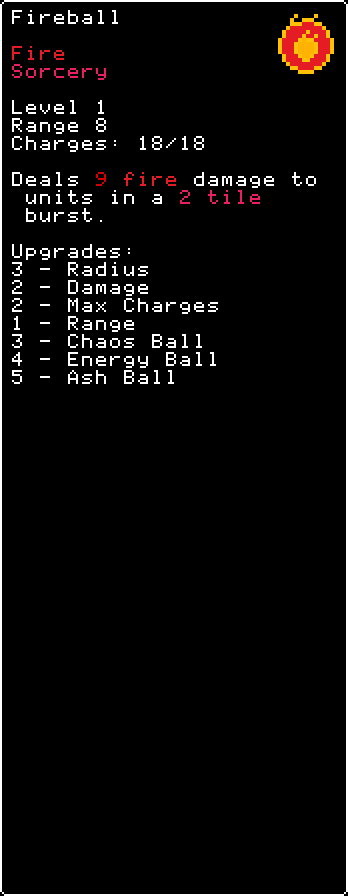 Fireball
Fire
Sorcery
Level 1
Range 8
Charges: 18/18
Deals 9 fire damage to
units in a 2 tile
burst.
Upgrades:
3 - Radius
2 - Damage
2 - Max Charges
1 - Range
3 - Chaos Ball
4 - Energy Ball
5 - Ash Ball